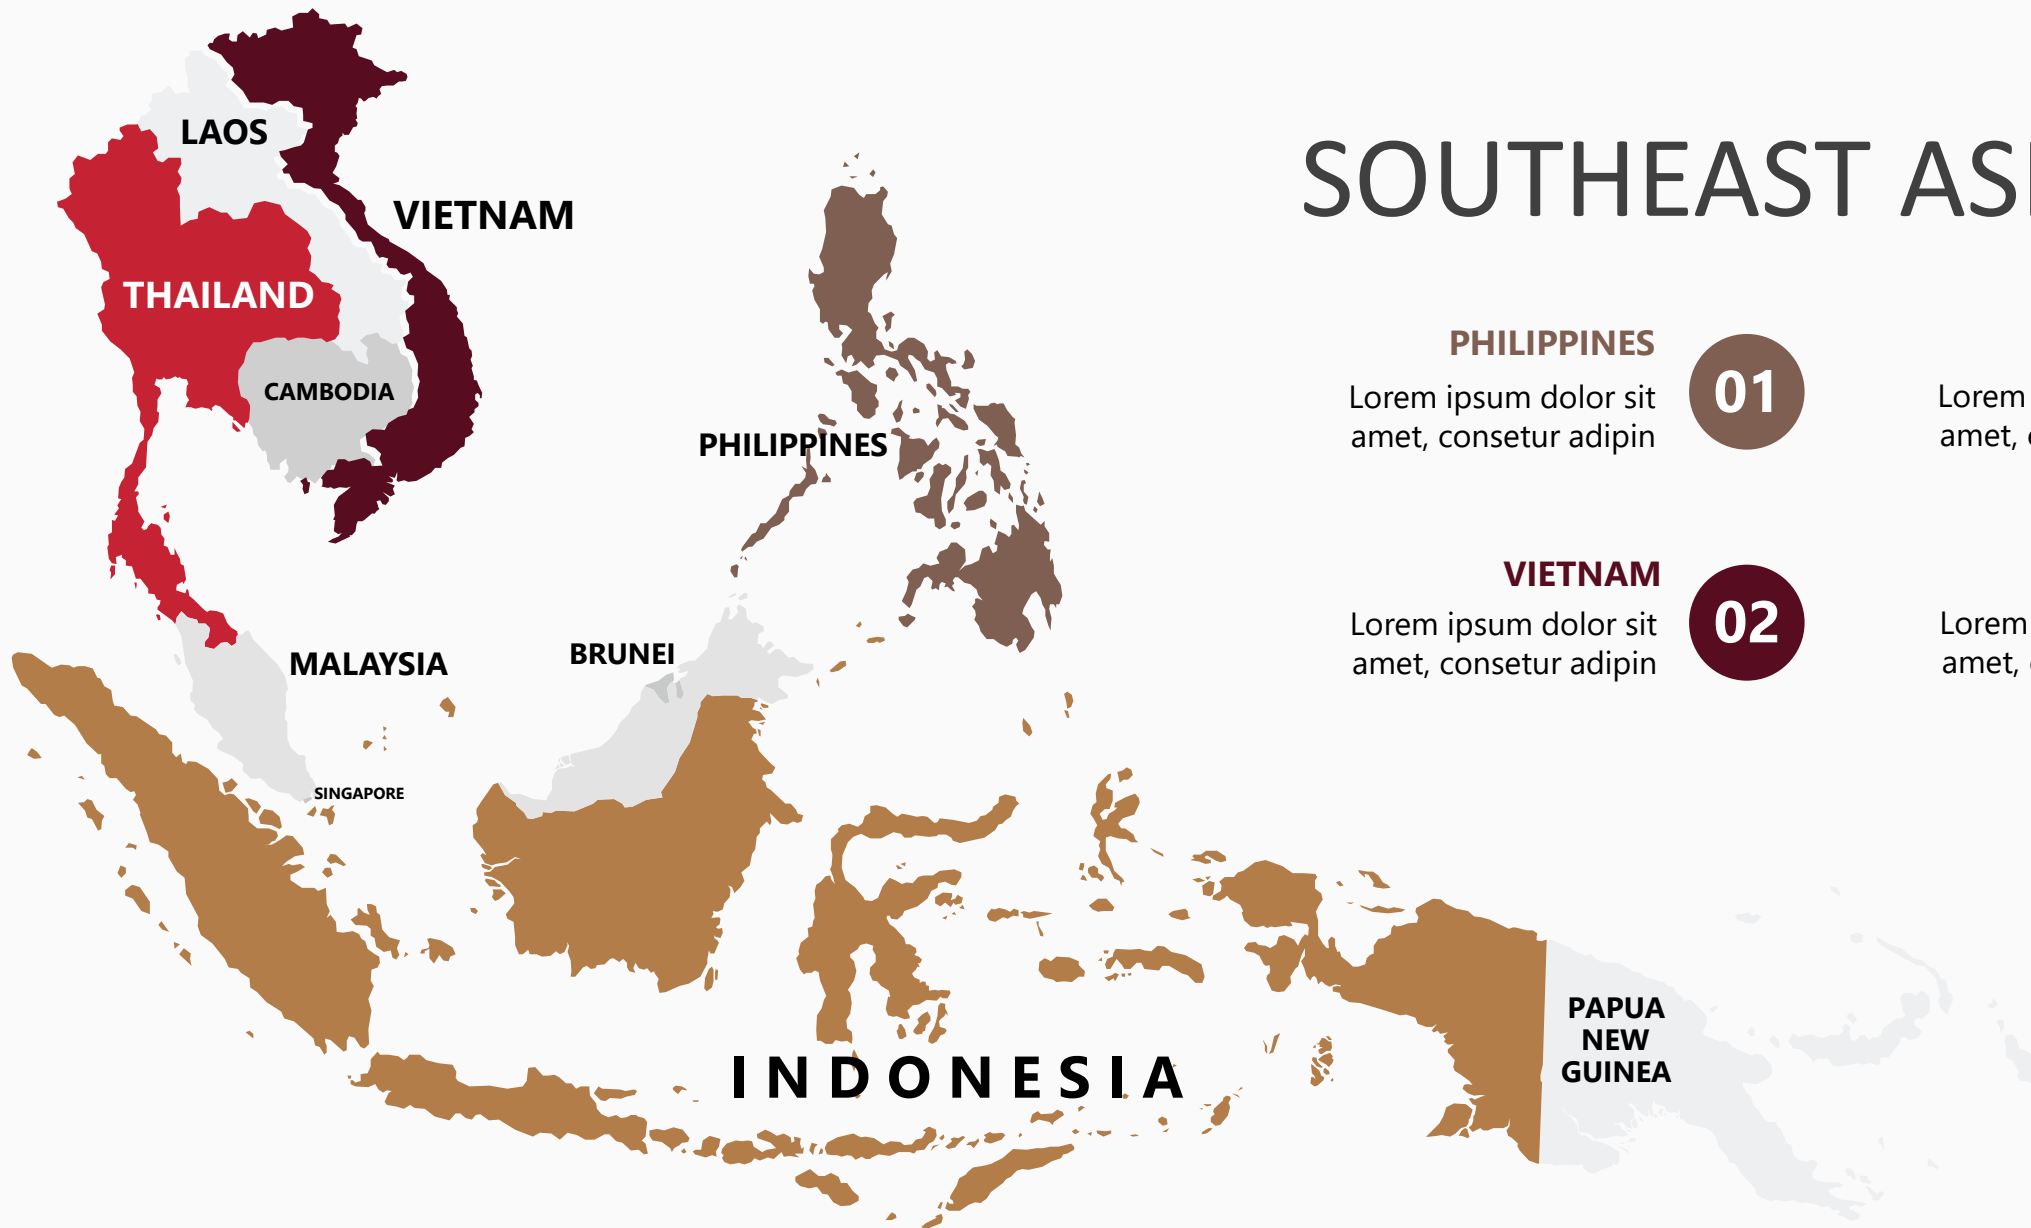 LAOS
VIETNAM
THAILAND
CAMBODIA
PHILIPPINES
MALAYSIA
BRUNEI
SINGAPORE
INDONESIA
PAPUA
NEW
GUINEA
SOUTHEAST AS
PHILIPPINES
Lorem ipsum dolor sit
amet, consetur adipin
01
VIETNAM
Lorem ipsum dolor sit
amet, consetur adipin
02
Lorem
amet,
Lorem
amet,